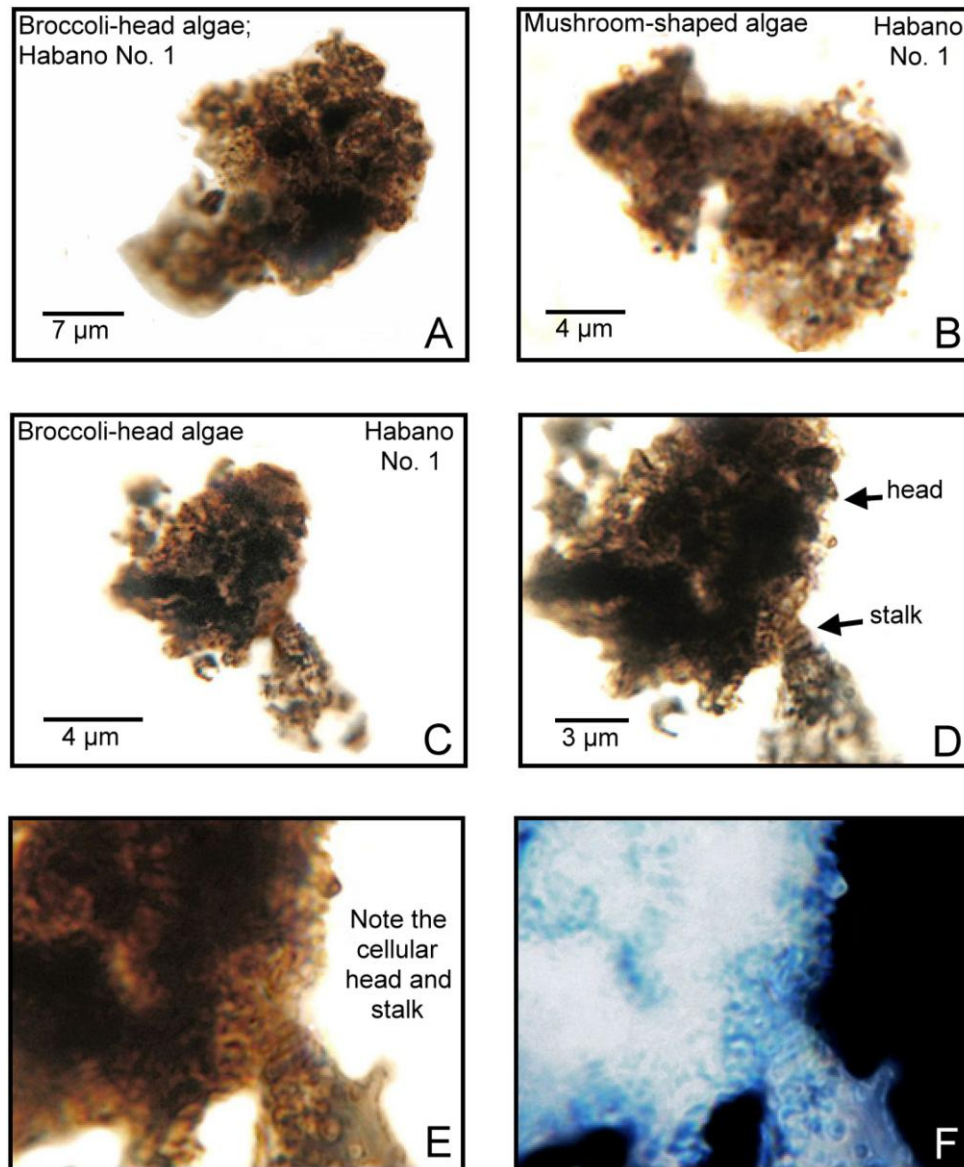 Broccoli-head algae;
Habano No. 1
7 µm
A
Mushroom-shaped algae
Habano
No. 1
4 µm
B
Broccoli-head algae
Habano
No. 1
4 µm
C
head
stalk
3 µm
D
Note the
cellular
head and
stalk
E
F